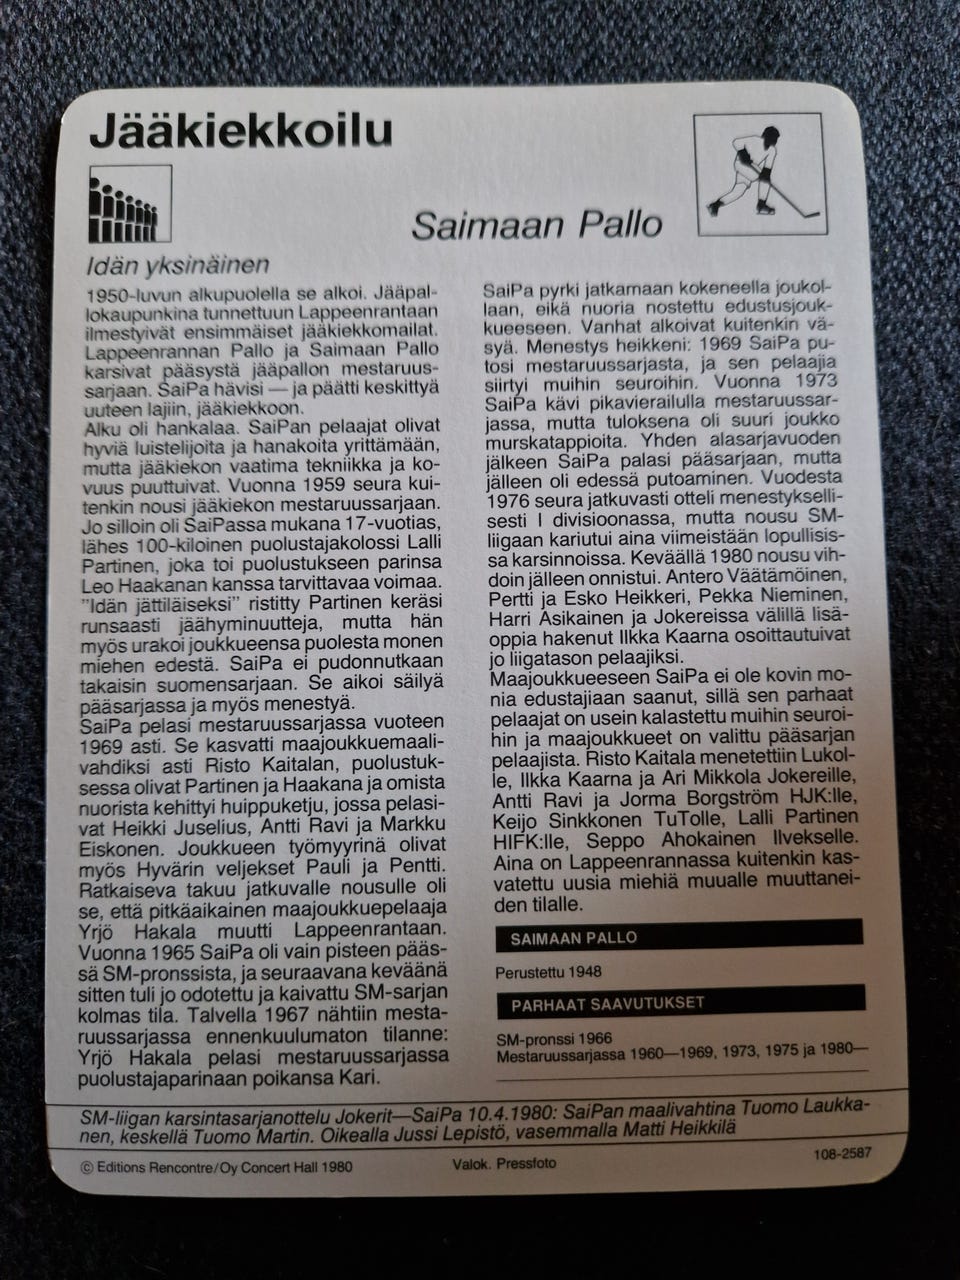 Jääkiekkoilu
Saimaan Pallo
Idän yksinäinen
1950-luvun alkupuolella se alkoi. Jääpal-
lokaupunkina tunnettuun Lappeenrantaan
ilmestyivät ensimmäiset jääkiekkomailat.
Lappeenrannan Pallo ja Saimaan Pallo
karsivat pääsystä jääpallon mestaruus-
sarjaan. SaiPa hävisi — ja päätti keskittyä
uuteen lajiin, jääkiekkoon.
Alku oli hankalaa. SaiPan pelaajat olivat
hyviä luistelijoita ja hanakoita yrittämään,
mutta jääkiekon vaatima tekniikka ja ko-
vuus puuttuivat. Vuonna 1959 seura kui-
tenkin nousi jääkiekon mestaruussarjaan.
Jo silloin oli SaiPassa mukana 17-vuotias,
lähes 100-kiloinen puolustajakolossi Lalli
Partinen, joka toi puolustukseen parinsa
Leo Haakanan kanssa tarvittavaa voimaa.
"Idän jättiläiseksi" ristitty Partinen keräsi
runsaasti jäähyminuutteja, mutta hän
myös urakoi joukkueensa puolesta monen
miehen edestä. SaiPa ei pudonnutkaan
takaisin suomensarjaan. Se aikoi säilyä
pääsarjassa ja myös menestyä.
SaiPa pelasi mestaruussarjassa vuoteen
1969 asti. Se kasvatti maajoukkuemaali-
vahdiksi asti Risto Kaitalan, puolustuk-
sessa olivat Partinen ja Haakana ja omista
nuorista kehittyi huippuketju, jossa pelasi-
vat Heikki Juselius, Antti Ravi ja Markku
Eiskonen. Joukkueen työmyyrinä olivat
myös Hyvärin veljekset Pauli ja Pentti.
Ratkaiseva takuu jatkuvalle nousulle oli
se, että pitkäaikainen maajoukkuepelaaja
Yrjö Hakala muutti Lappeenrantaan.
Vuonna 1965 SaiPa oli vain pisteen pääs-
sä SM-pronssista, ja seuraavana keväänä
sitten tuli jo odotettu ja kaivattu SM-sarjan
kolmas tila. Talvella 1967 nähtiin mesta-
ruussarjassa ennenkuulumaton tilanne:
Yrjö Hakala pelasi mestaruussarjassa
puolustajaparinaan poikansa Kari.
SaiPa pyrki jatkamaan kokeneella joukol-
laan, eikä nuoria nostettu edustusjouk-
kueeseen. Vanhat alkoivat kuitenkin vä-
syä. Menestys heikkeni: 1969 SaiPa pu-
tosi mestaruussarjasta, ja sen pelaajia
siirtyi muihin seuroihin. Vuonna 1973
SaiPa kävi pikavierailulla mestaruussar-
jassa, mutta tuloksena oli suuri joukko
murskatappioita. Yhden alasarjavuoden
jälkeen SaiPa palasi pääsarjaan, mutta
jälleen oli edessä putoaminen. Vuodesta
1976 seura jatkuvasti otteli menestykselli-
sesti I divisioonassa, mutta nousu SM-
liigaan kariutui aina viimeistään lopullisis-
sa karsinnoissa. Keväällä 1980 nousu vih-
doin jälleen onnistui. Antero Väätämöinen,
Pertti ja Esko Heikkeri, Pekka Nieminen,
Harri Asikainen ja Jokereissa välillä lisä-
oppia hakenut Ilkka Kaarna osoittautuivat
jo liigatason pelaajiksi.
Maajoukkueeseen SaiPa ei ole kovin mo-
nia edustajiaan saanut, sillä sen parhaat
pelaajat on usein kalastettu muihin seuroi-
hin ja maajoukkueet on valittu pääsarjan
pelaajista. Risto Kaitala menetettiin Lukol-
le, Ilkka Kaarna ja Ari Mikkola Jokereille,
Antti Ravi ja Jorma Borgström HJK:lle,
Keijo Sinkkonen TuTolle, Lalli Partinen
HIFK:lle, Seppo Ahokainen Ilvekselle.
Aina on Lappeenrannassa kuitenkin kas-
vatettu uusia miehiä muualle muuttanei-
den tilalle.
SAIMAAN PALLO
Perustettu 1948
PARHAAT SAAVUTUKSET
SM-pronssi 1966
Mestaruussarjassa 1960—1969, 1973, 1975 ja 1980—
SM-liigan karsintasarjanottelu Jokerit—SaiPa 10.4.1980: SaiPan maalivahtina Tuomo Laukka-
nen, keskellä Tuomo Martin. Oikealla Jussi Lepistö, vasemmalla Matti Heikkilä
© Editions Rencontre/Oy Concert Hall 1980
Valok. Pressfoto
108-2587